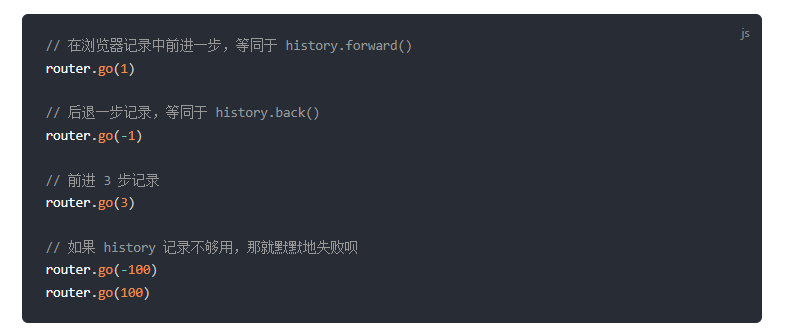 js
// 在浏览器记录中前进一步，等同于 history.forward()
router.go(1)
// 后退一步记录，等同于 history.back()
router.go(-1)
// 前进 3 步记录
router.go(3)
// 如果 history 记录不够用，那就默默地失败呗
router.go(-100)
router.go(100)